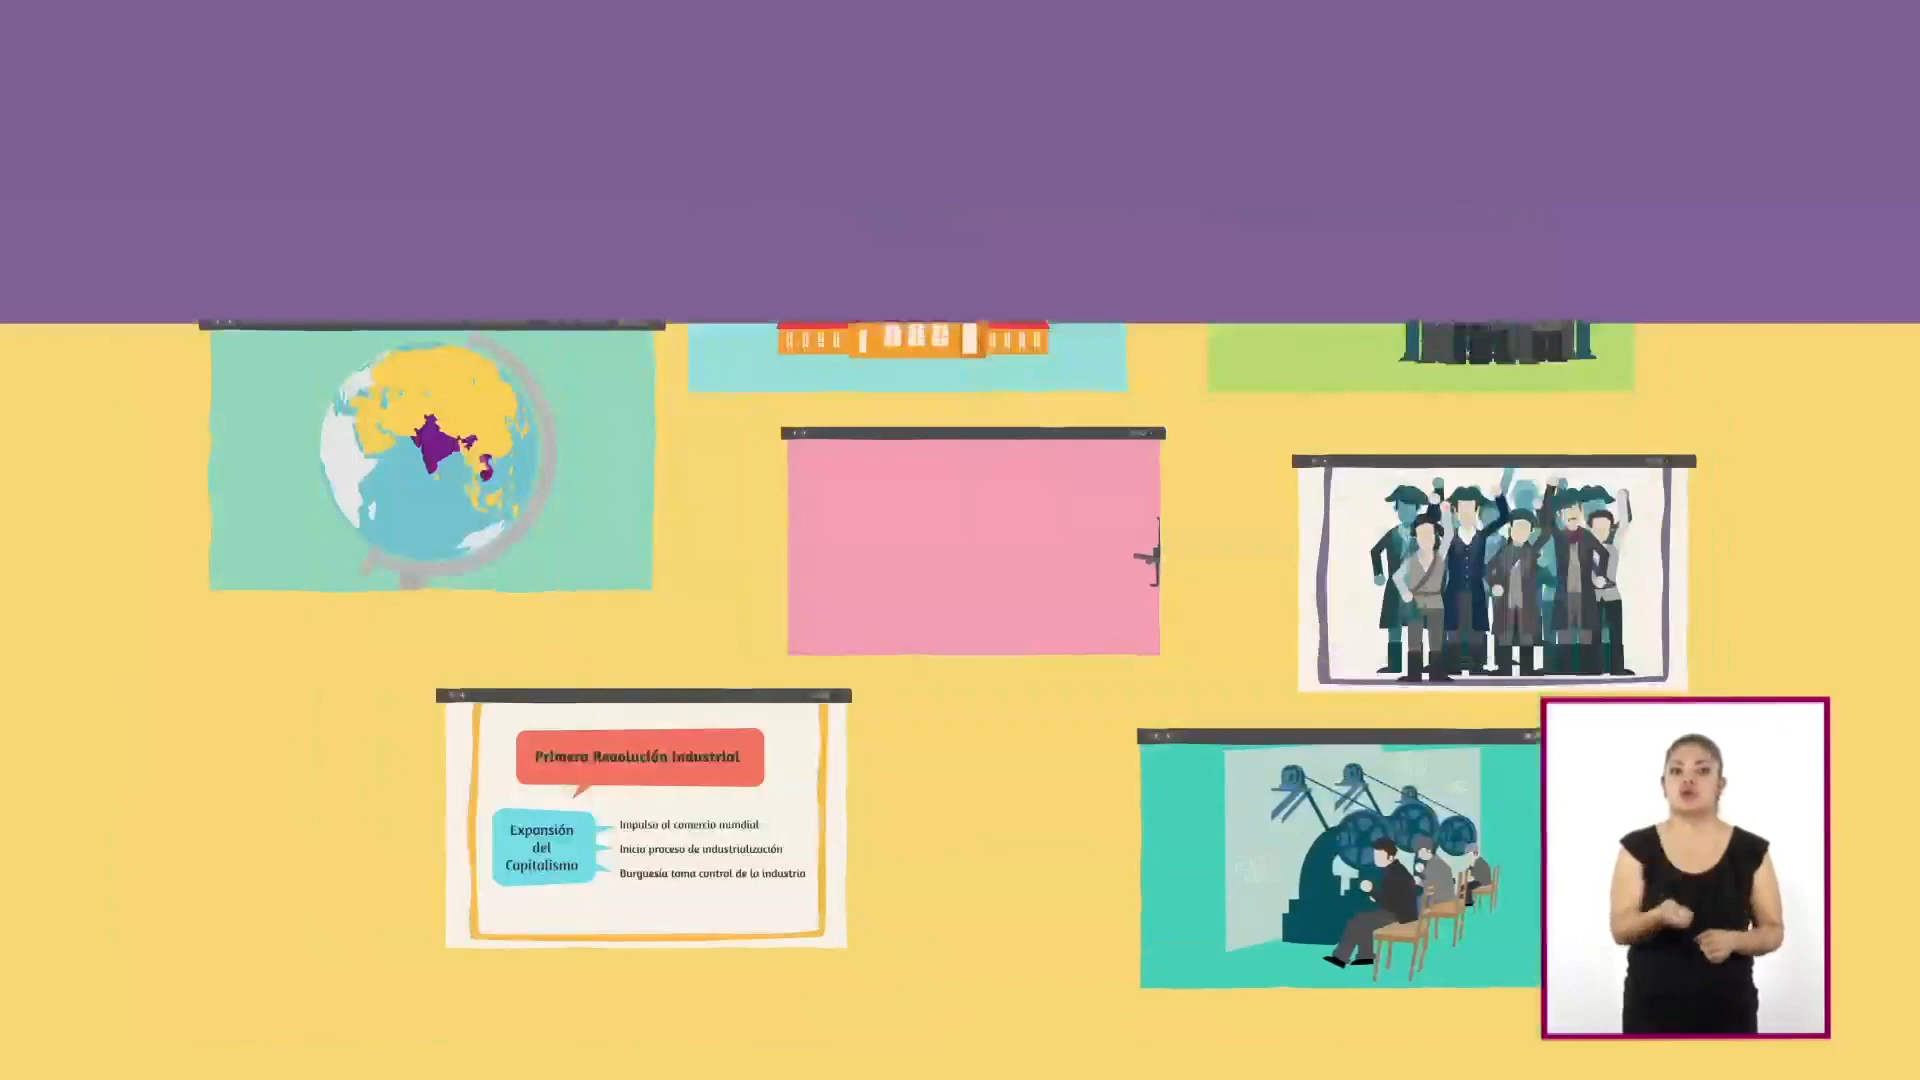 Primera Revolución Industrial
Expansión
del
Capitalismo
Impulso al comercio mundial
Inicia proceso de industrialización
Burguesía toma control de la industria